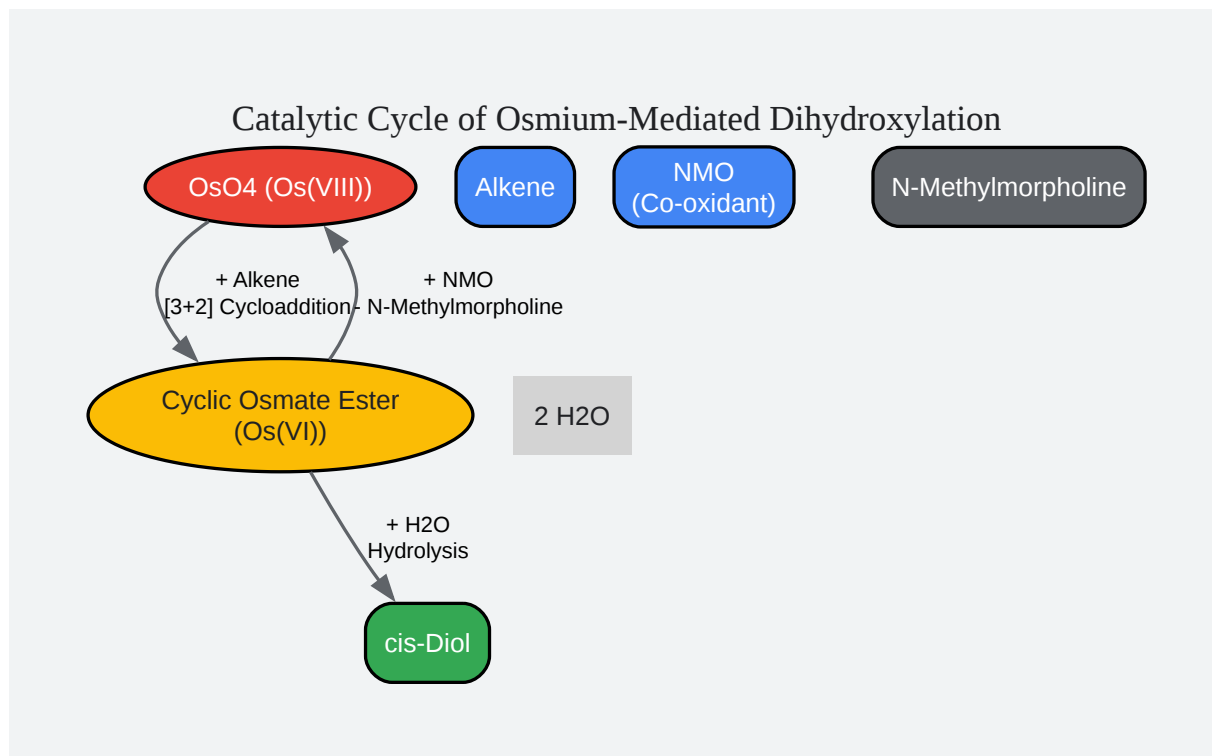 Catalytic Cycle of Osmium-Mediated Dihydroxylation
OsO4 (Os(VIII))
Alkene
NMO
(Co-oxidant)
N-Methylmorpholine
+ Alkene
[3+2] Cycloaddition
+ NMO
- N-Methylmorpholine
Cyclic Osmate Ester
(Os(VI))
2 H2O
+ H2O
Hydrolysis
cis-Diol